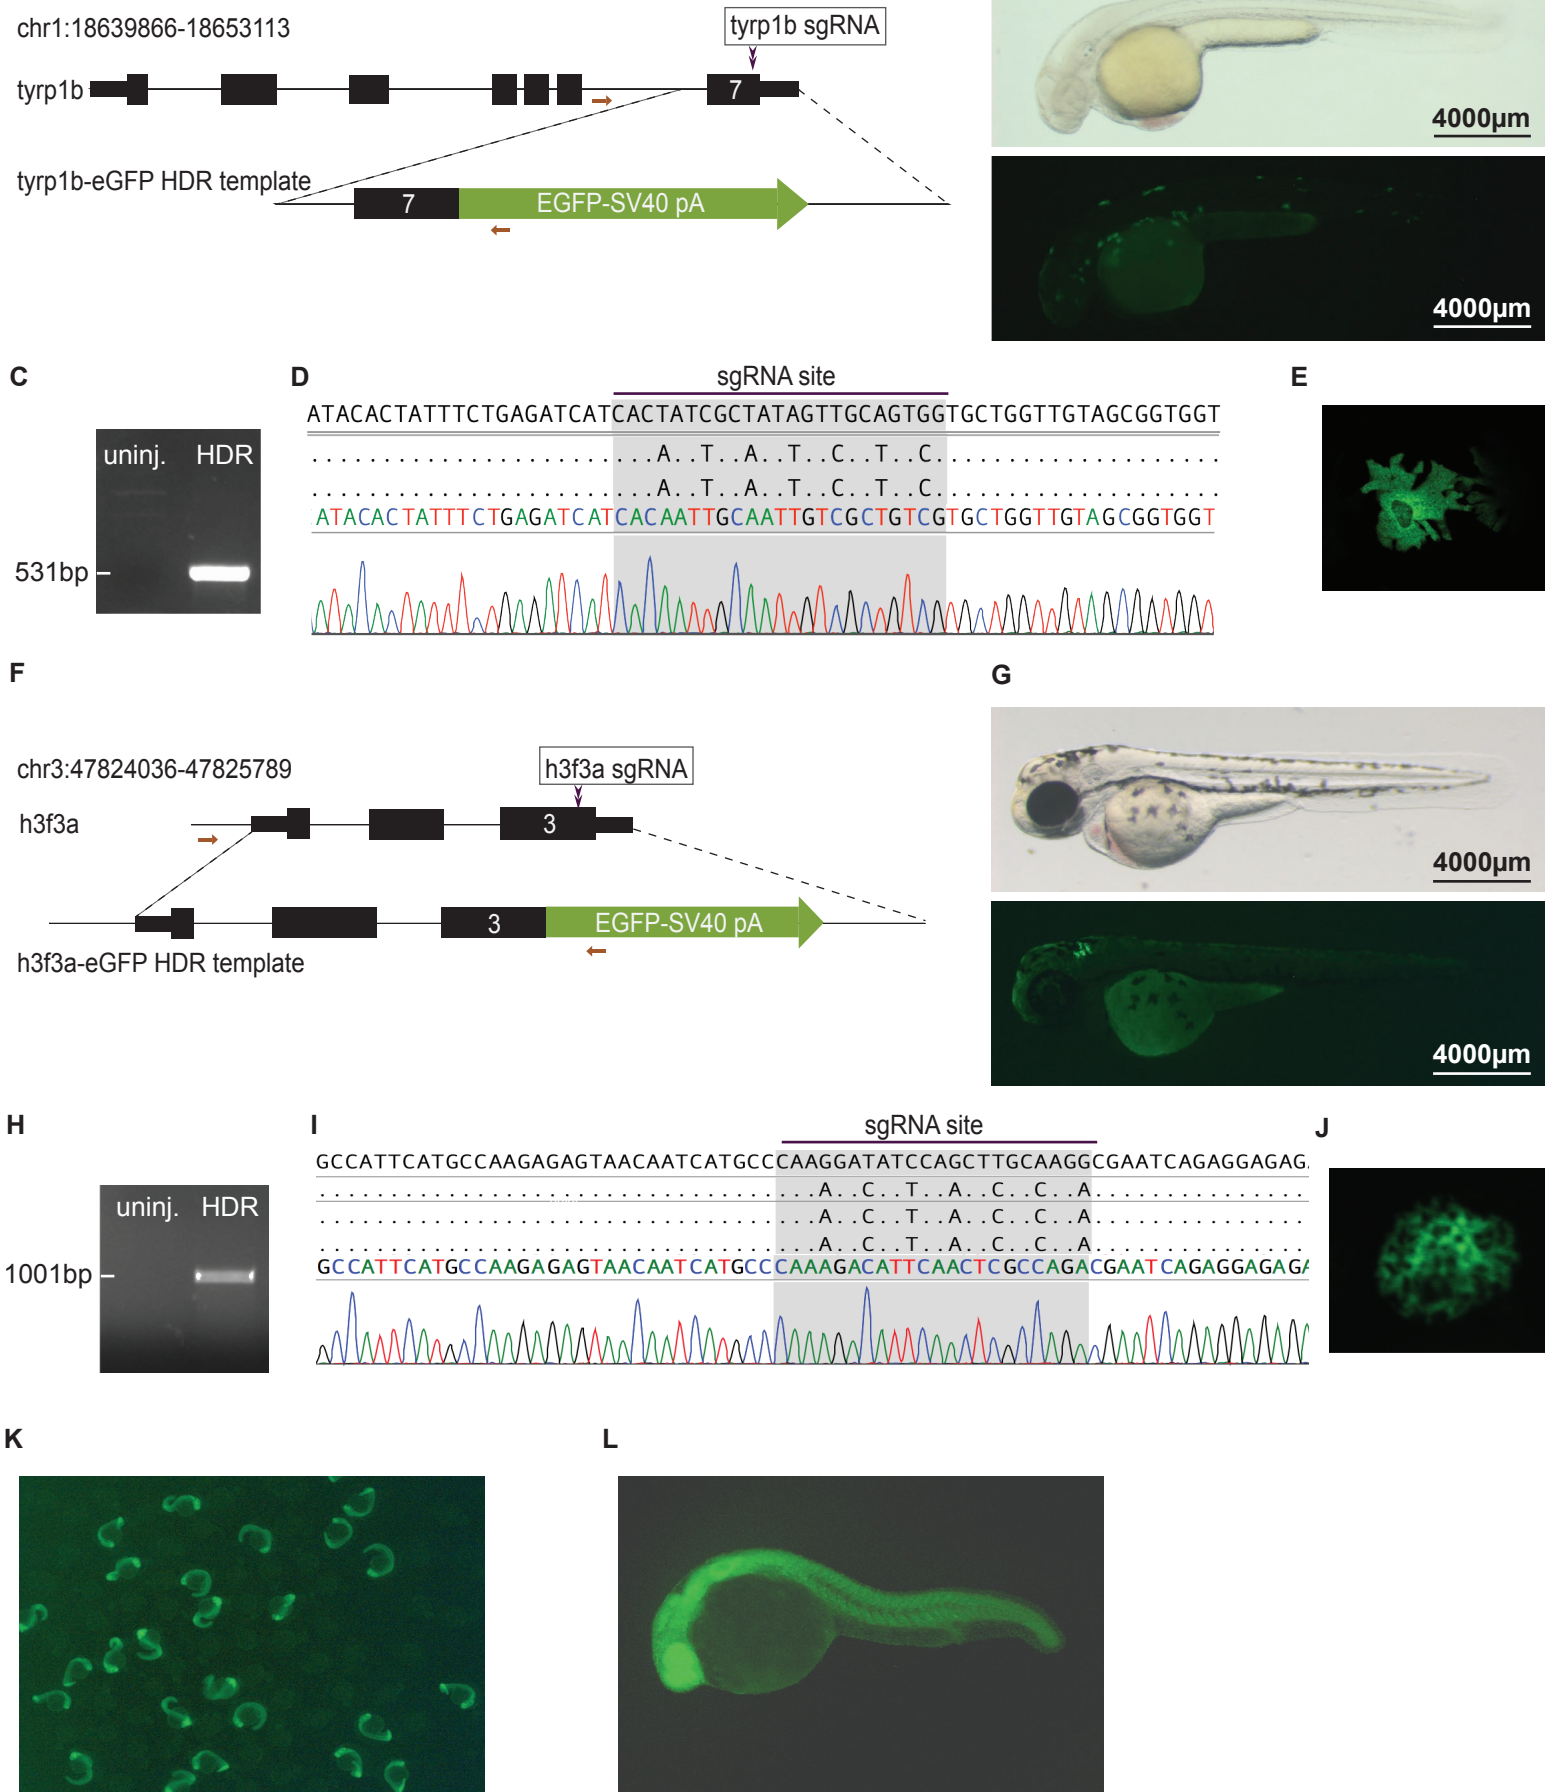 chr1:18639866-18653113
tyrp1b sgRNA
tyrp1b
7
4000µm
tyrp1b-eGFP HDR template
7
EGFP-SV40 pA
4000µm
C
D
sgRNA site
E
ATACACTATTTCTGAGATCATCACTATCGCTATAGTTGCAGTGGTGCTGGTTGTAGCGGTGGT
uninj. HDR
A..T..A..T..C..T..C
A..T..A..T..C..T..C
ATACACTATTTCTGAGATCATCACAATTGCAATTGTCGCTGTCGTGCTGGTTGTAGCGGTGGT
531bp
F
G
chr3:47824036-47825789
h3f3a sgRNA
h3f3a
3
4000µm
3
EGFP-SV40 pA
h3f3a-eGFP HDR template
4000µm
H
I
sgRNA site
J
GCCATTCATGCCAAGAGAGTAACAATCATGCCCAAGGATATCCAGCTTGCAAGGCGAATCAGAGGAGAG
uninj. HDR
A..C..T..A..C..C..A
A..C..T..A..C..C..A
A..C..T..A..C..C..A
GCCATTCATGCCAAGAGAGTAACAATCATGCCCAAAGACATTCAACTCGCCAGACGAATCAGAGGAGAGA
1001bp
K
L